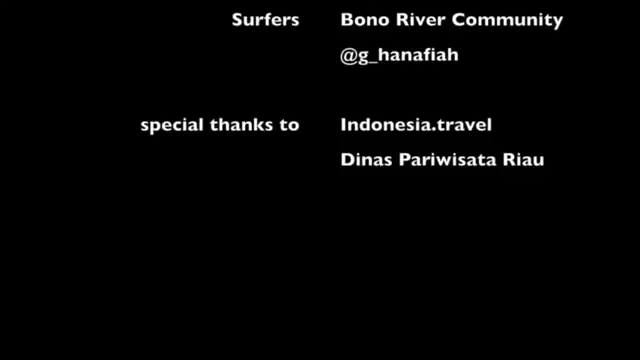 Surfers Bono River Community
@g_hanafiah
special thanks to Indonesia.travel
Dinas Pariwisata Riau